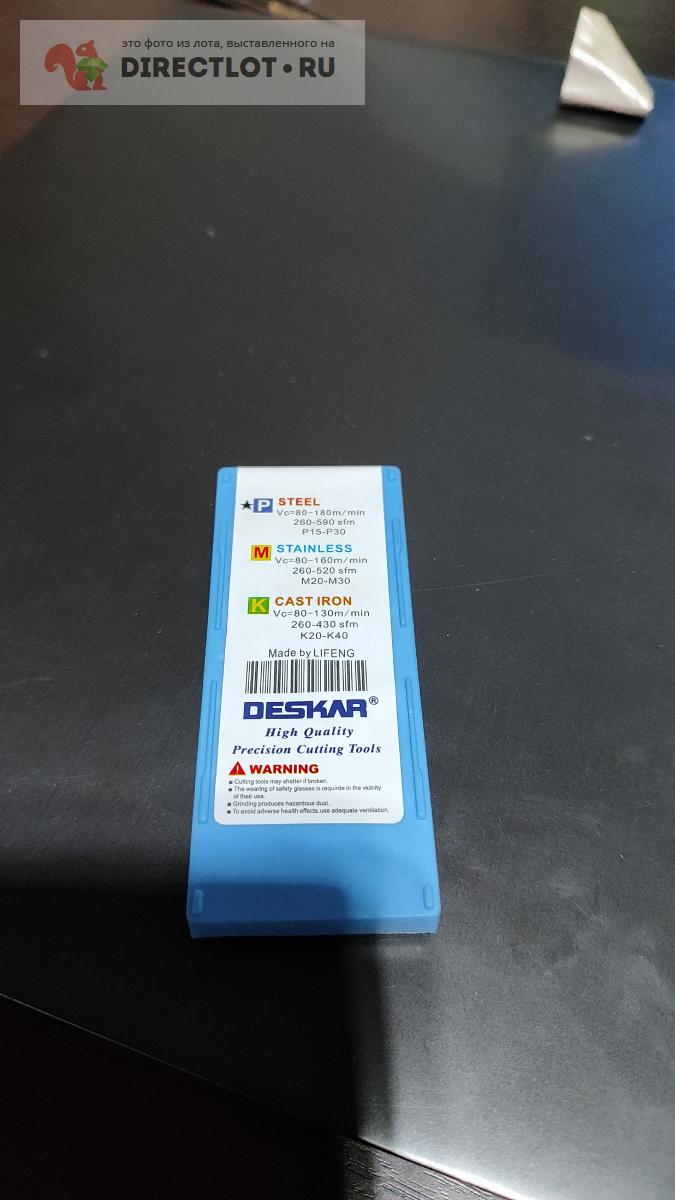 это фото из лота, выставленного на
DIRECTLOT•RU
P STEEL
Vc=80-180m/min
260-590 sfm
P15-P30
M STAINLESS
Vc=80-160m/min
260-520 sfm
M20-M30
K CAST IRON
Vc=80-130m/min
260-430 sfm
K20-K40
Made by LIFENG
DESKAR®
High Quality
Precision Cutting Tools
WARNING
Cutting tools may shatter if broken.
The wearing of safety glasses is requirde in the vicinity
of their use.
Grinding produces hazardous dust.
To avoid adverse health effects,use adequate ventilation.